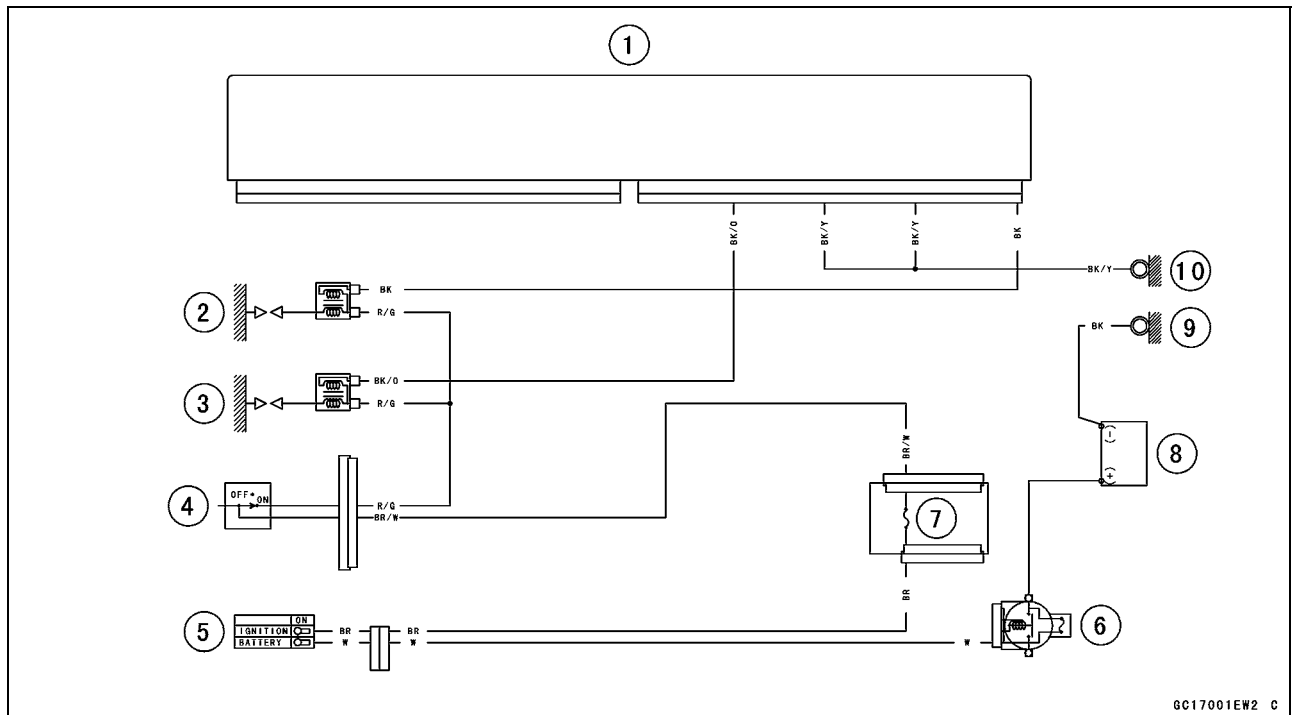 1
BK/O
BK/Y
BK/Y
BK
BK/Y
10
BK
9
2
BK
R/G
3
BK/O
R/G
BR/W
(-)
(+)
8
4
OFF* ON
R/G
BR/W
7
BR
5
ON
IGNITION
BATTERY
BR
W
BR
W
W
6
GC17001EW2 C